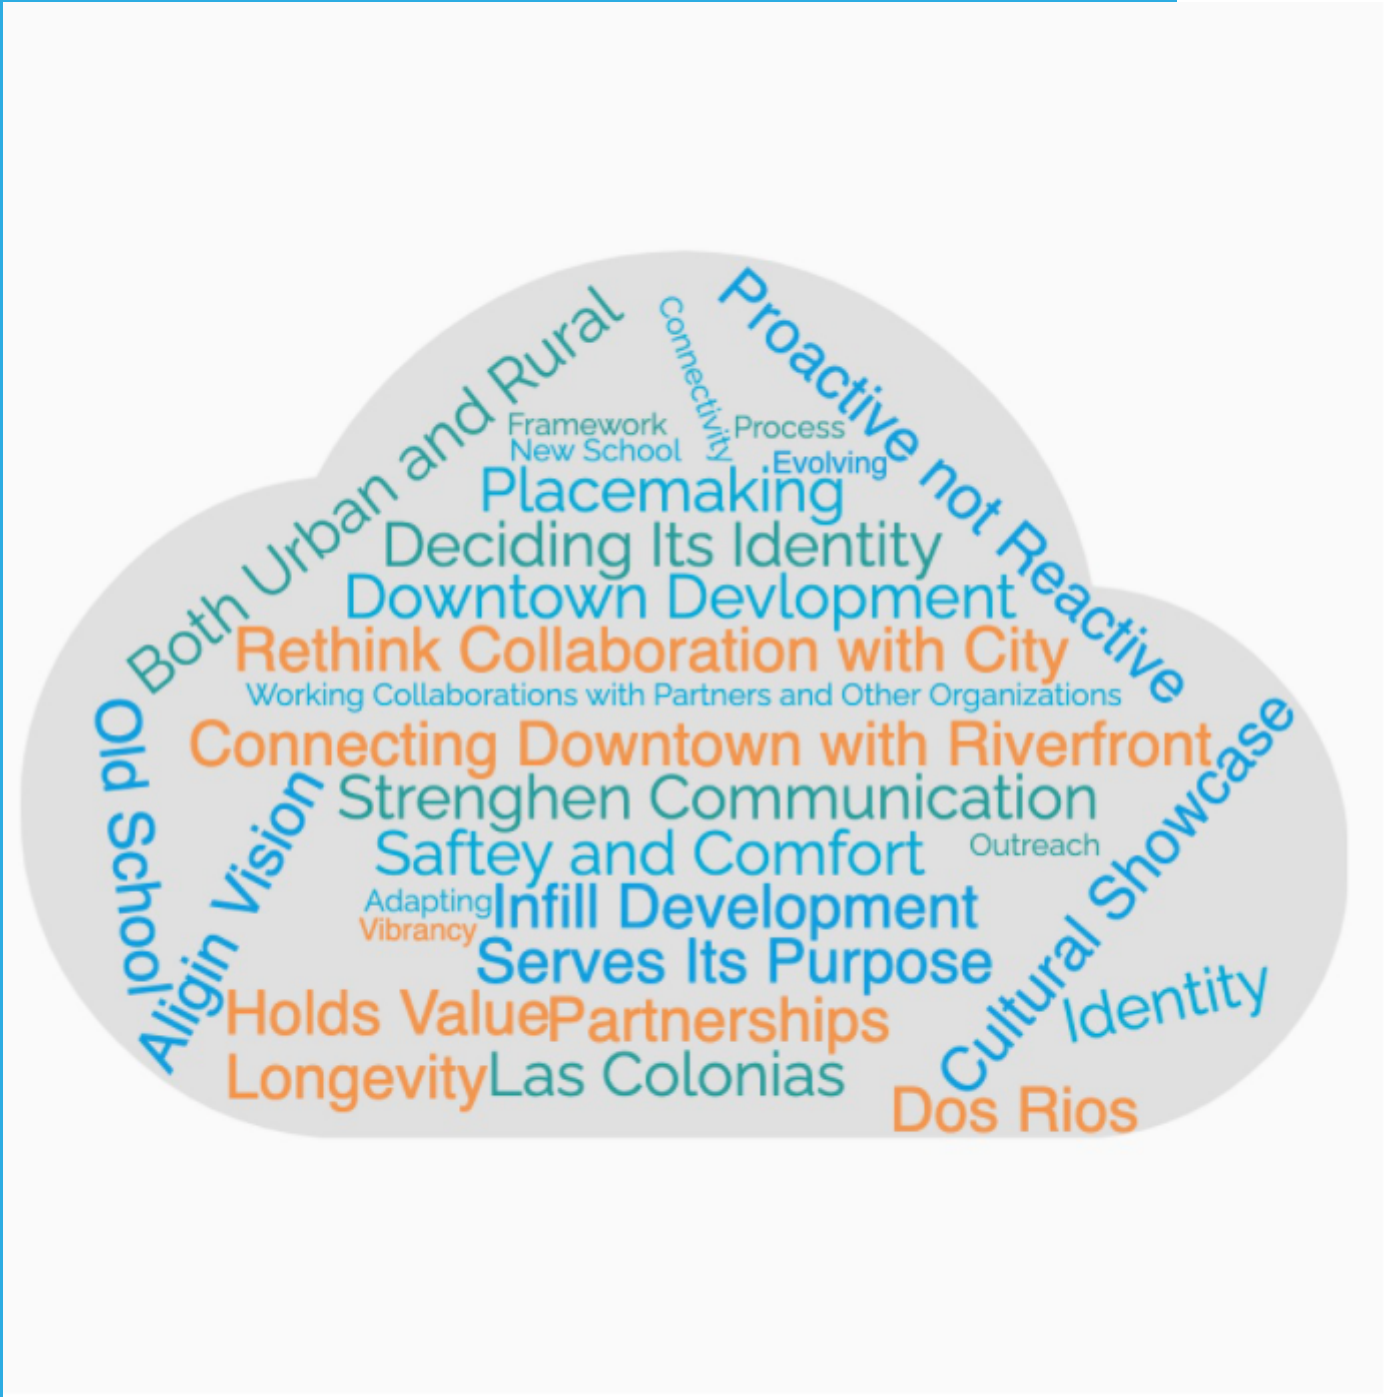 Both Urban and Rural
Connectivity
Proactive not Reactive
Framework
Process
New School
Evolving
Placemaking
Deciding Its Identity
Downtown Devlopment
Rethink Collaboration with City
Working Collaborations with Partners and Other Organizations
Connecting Downtown with Riverfront
Old School
Align Vision
Strenghen Communication
Saftey and Comfort
Outreach
Cultural Showcase
Adapting
Infill Development
Vibrancy
Serves Its Purpose
Identity
Holds Value
Partnerships
Longevity
Las Colonias
Dos Rios